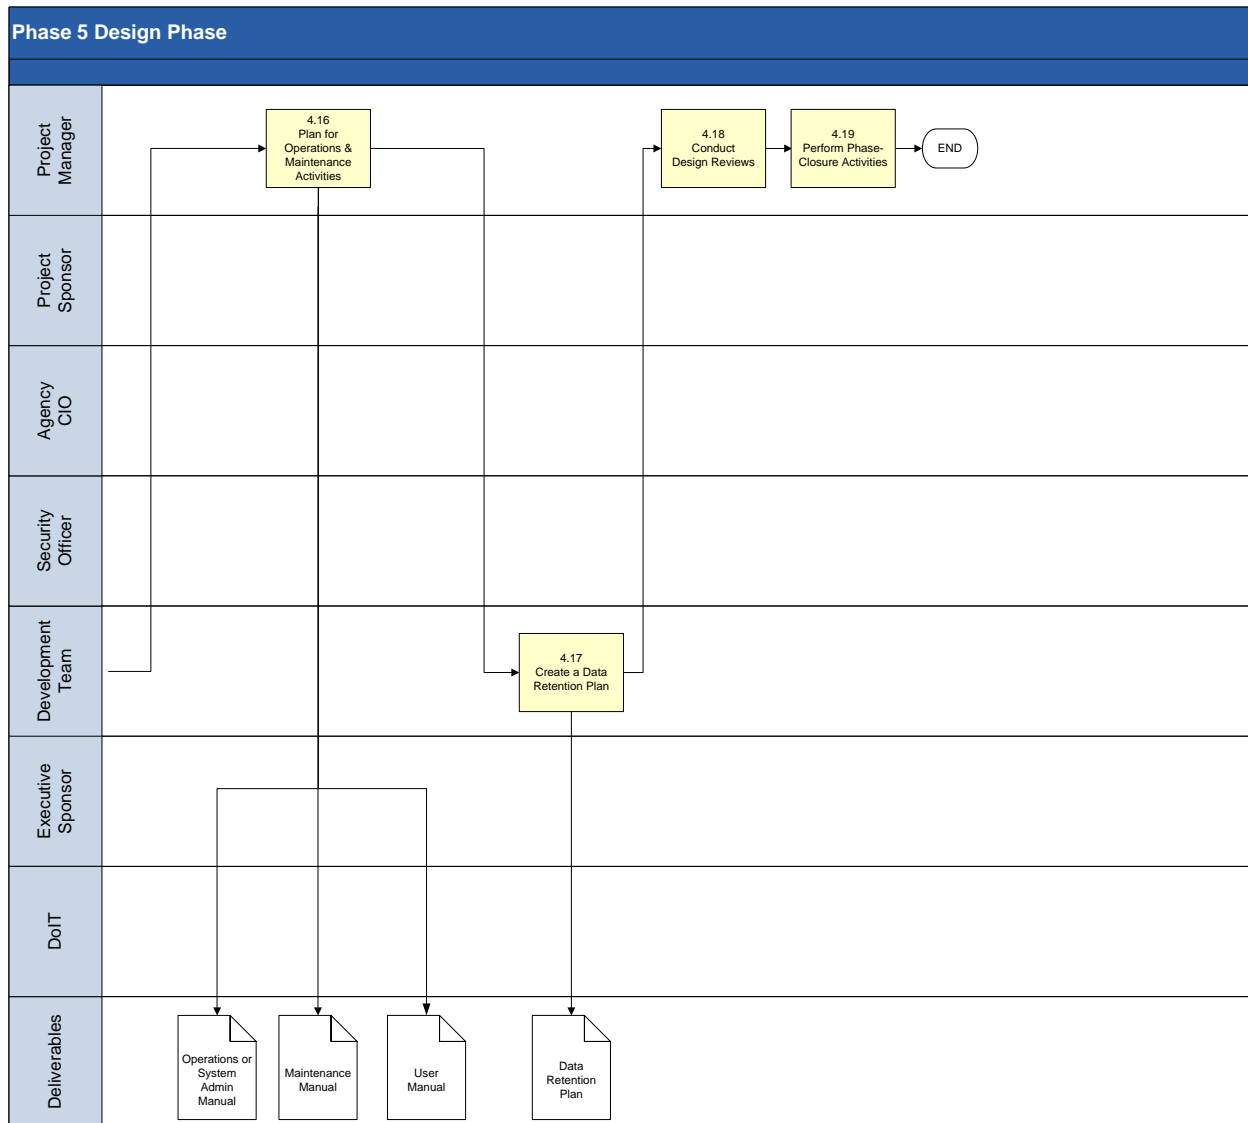 Phase 5 Design Phase
Project
Manager
4.16
Plan for
Operations &
Maintenance
Activities
4.18
Conduct
Design Reviews
4.19
Perform Phase-
Closure Activities
END
Project
Sponsor
Agency
CIO
Security
Officer
Development
Team
4.17
Create a Data
Retention Plan
Executive
Sponsor
DoIT
Deliverables
Operations or
System
Admin
Manual
Maintenance
Manual
User
Manual
Data
Retention
Plan